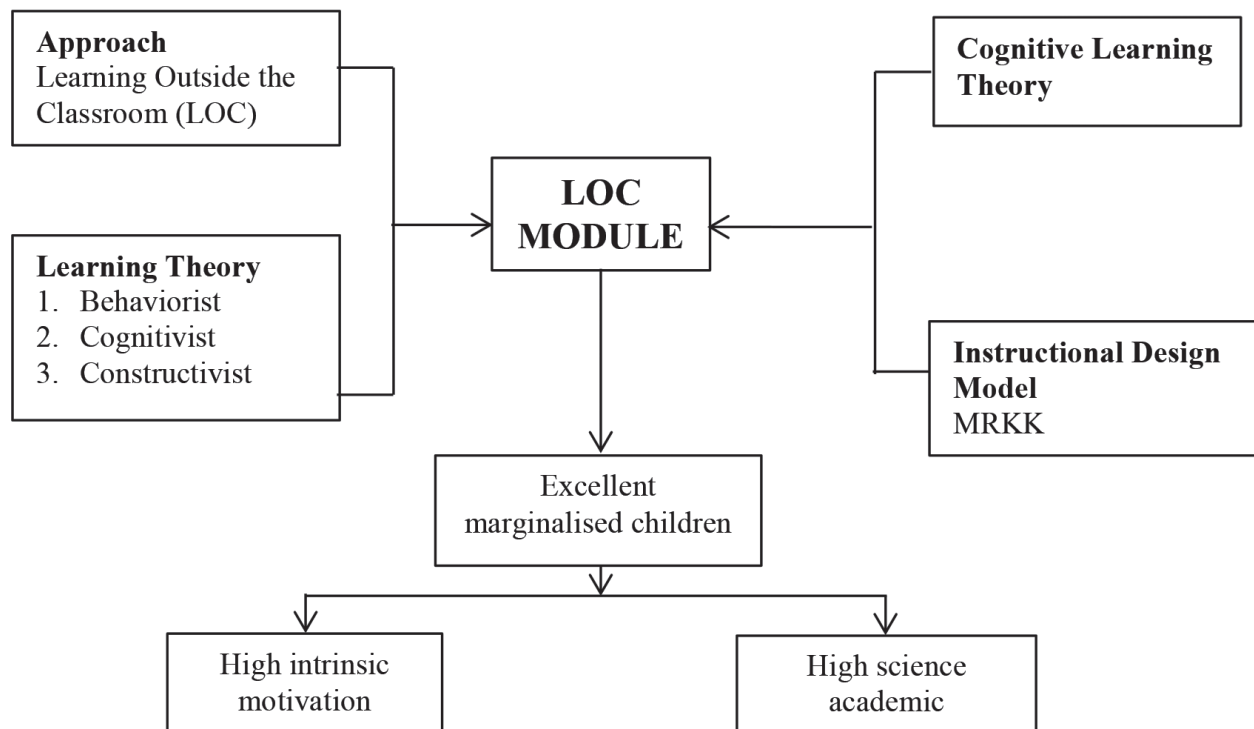 Approach
Learning Outside the
Classroom (LOC)
Learning Theory
1. Behaviorist
2. Cognitivist
3. Constructivist
LOC
MODULE
Cognitive Learning
Theory
Instructional Design
Model
MRKK
Excellent
marginalised children
High intrinsic
motivation
High science
academic